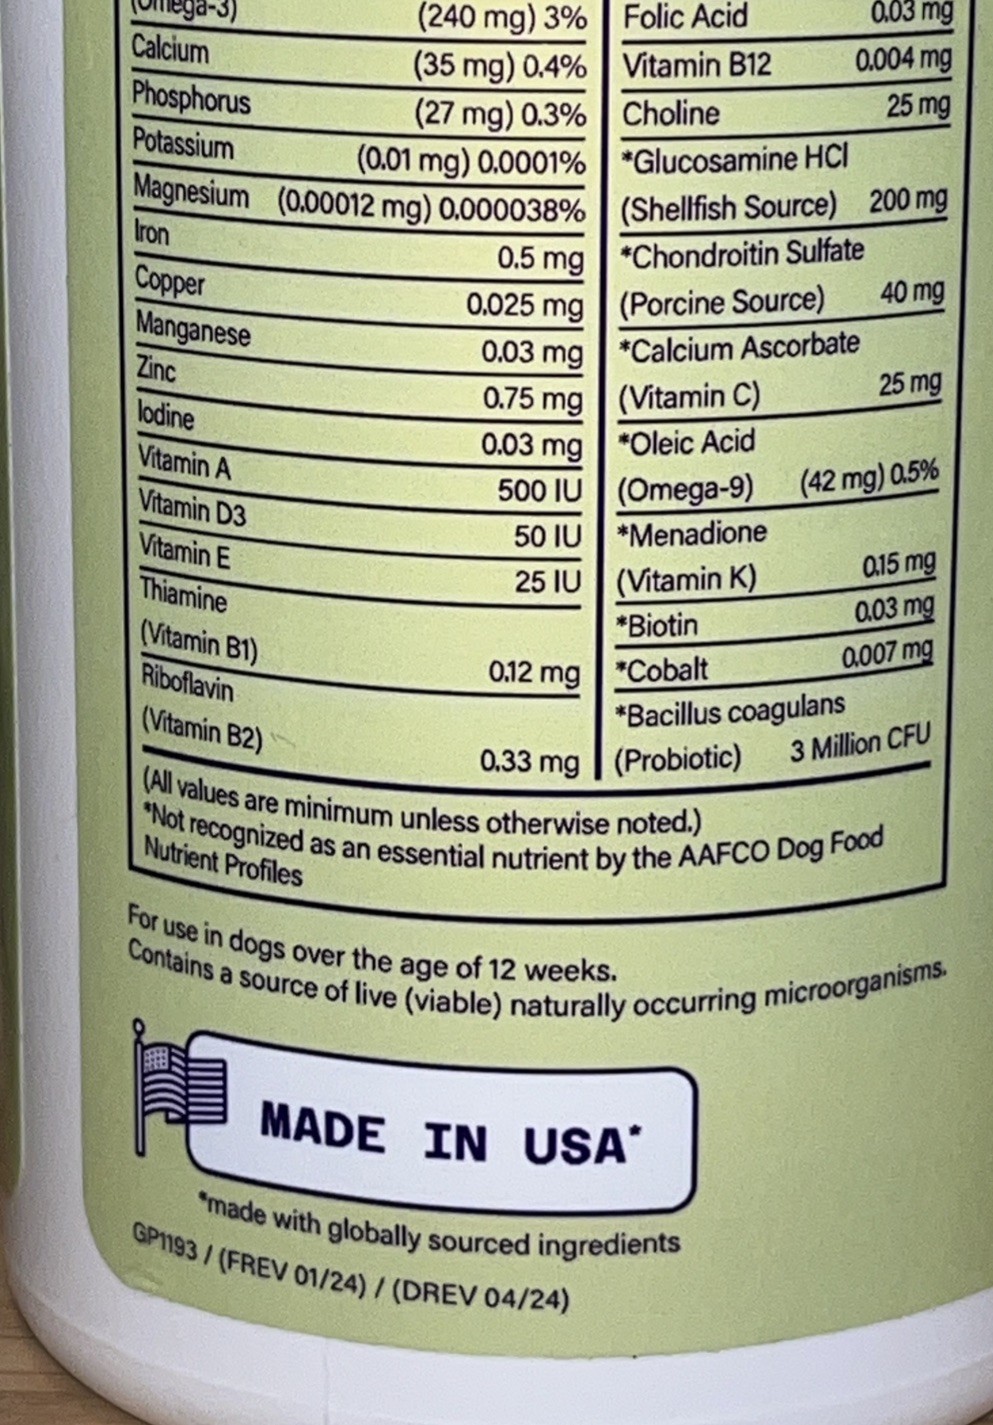 (Omega-3) (240 mg) 3%
Calcium (35 mg) 0.4%
Phosphorus (27 mg) 0.3%
Potassium (0.01 mg) 0.0001%
Magnesium (0.00012 mg) 0.000038%
Iron 0.5 mg
Copper 0.025 mg
Manganese 0.03 mg
Zinc 0.75 mg
Iodine 0.03 mg
Vitamin A 500 IU
Vitamin D3 50 IU
Vitamin E 25 IU
Thiamine
(Vitamin B1) 0.12 mg
Riboflavin
(Vitamin B2) 0.33 mg
Folic Acid 0.03 mg
Vitamin B12 0.004 mg
Choline 25 mg
*Glucosamine HCl
(Shellfish Source) 200 mg
*Chondroitin Sulfate
(Porcine Source) 40 mg
*Calcium Ascorbate
(Vitamin C) 25 mg
*Oleic Acid
(Omega-9) (42 mg) 0.5%
*Menadione
(Vitamin K) 0.15 mg
*Biotin 0.03 mg
*Cobalt 0.007 mg
*Bacillus coagulans
(Probiotic) 3 Million CFU
(All values are minimum unless otherwise noted.)
*Not recognized as an essential nutrient by the AAFCO Dog Food
Nutrient Profiles
For use in dogs over the age of 12 weeks.
Contains a source of live (viable) naturally occurring microorganisms.
MADE IN USA*
*made with globally sourced ingredients
GP1193 / (FREV 01/24) / (DREV 04/24)